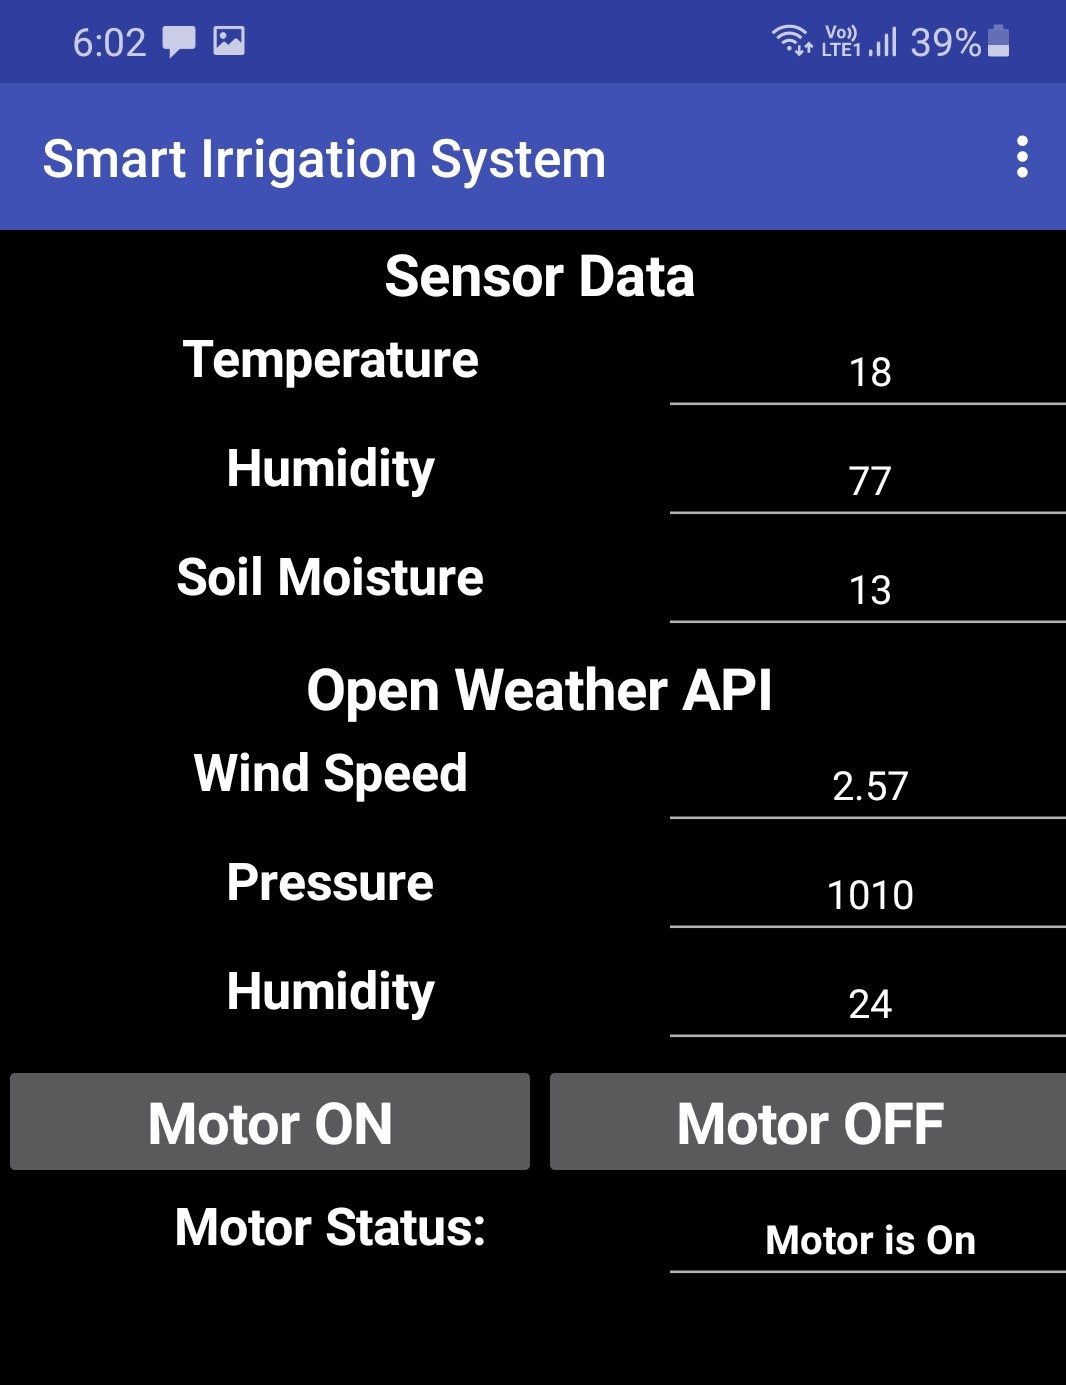 6:02 Vo)) LTE1 39%
Smart Irrigation System
Sensor Data
Temperature 18
Humidity 77
Soil Moisture 13
Open Weather API
Wind Speed 2.57
Pressure 1010
Humidity 24
Motor ON Motor OFF
Motor Status: Motor is On